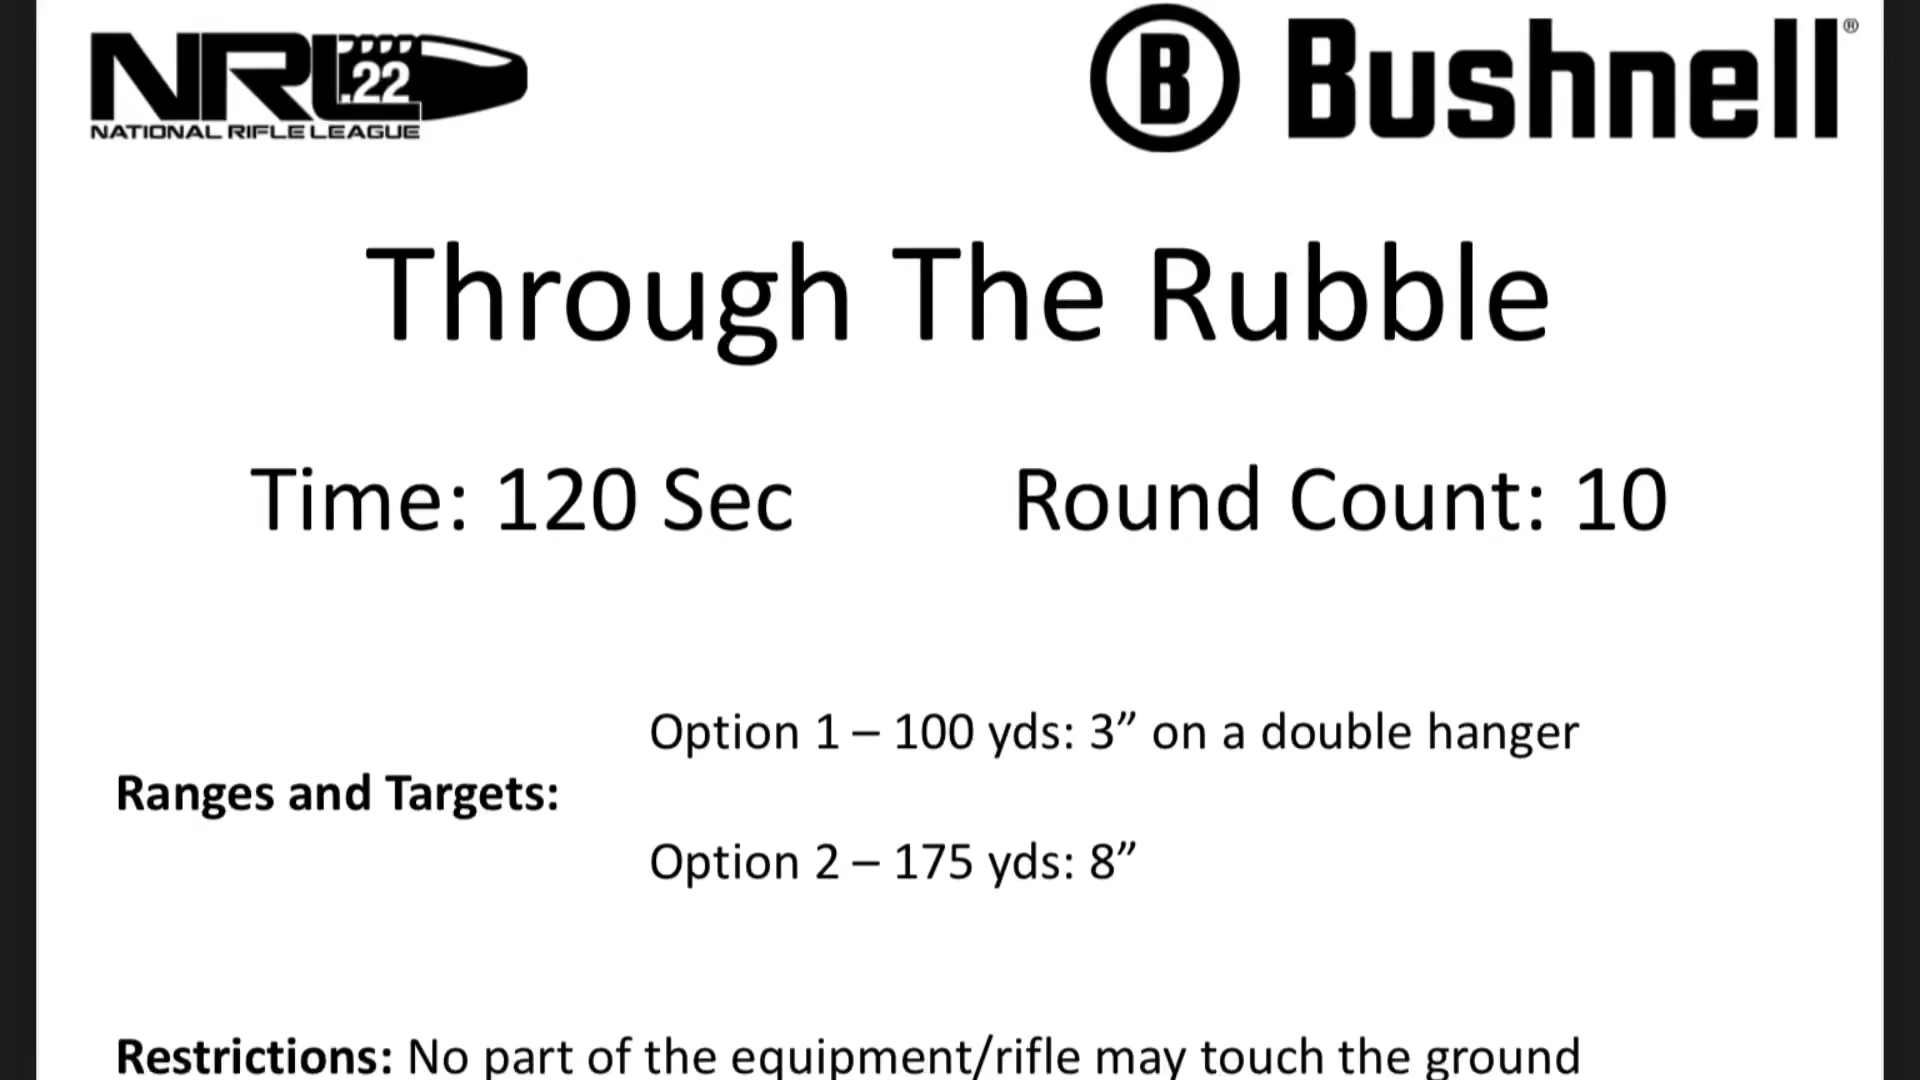 NRL .22
NATIONAL RIFLE LEAGUE
B Bushnell®
Through The Rubble
Time: 120 Sec Round Count: 10
Option 1 – 100 yds: 3” on a double hanger
Ranges and Targets:
Option 2 – 175 yds: 8”
Restrictions: No part of the equipment/rifle may touch the ground